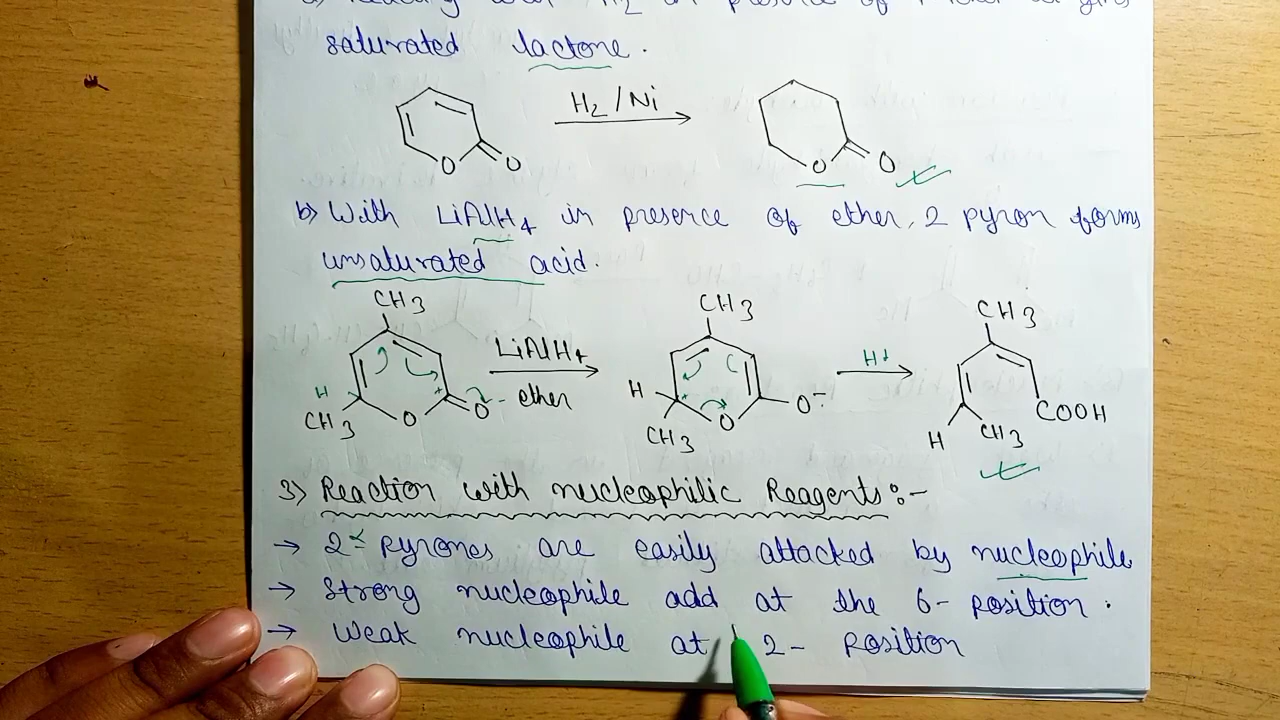 saturated lactone.
H2/Ni
O O O O
b) With LiAlH4 in presence of ether, 2 pyron forms
unsaturated acid.
CH3 CH3 CH3
LiAlH4 H+
H + O - ether H + O- COOH
CH3 O CH3 O H CH3
3) Reaction with nucleophilic Reagents :-
→ 2- pyrones are easily attacked by nucleophile
→ Strong nucleophile add at the 6- position.
→ Weak nucleophile at 2- Position